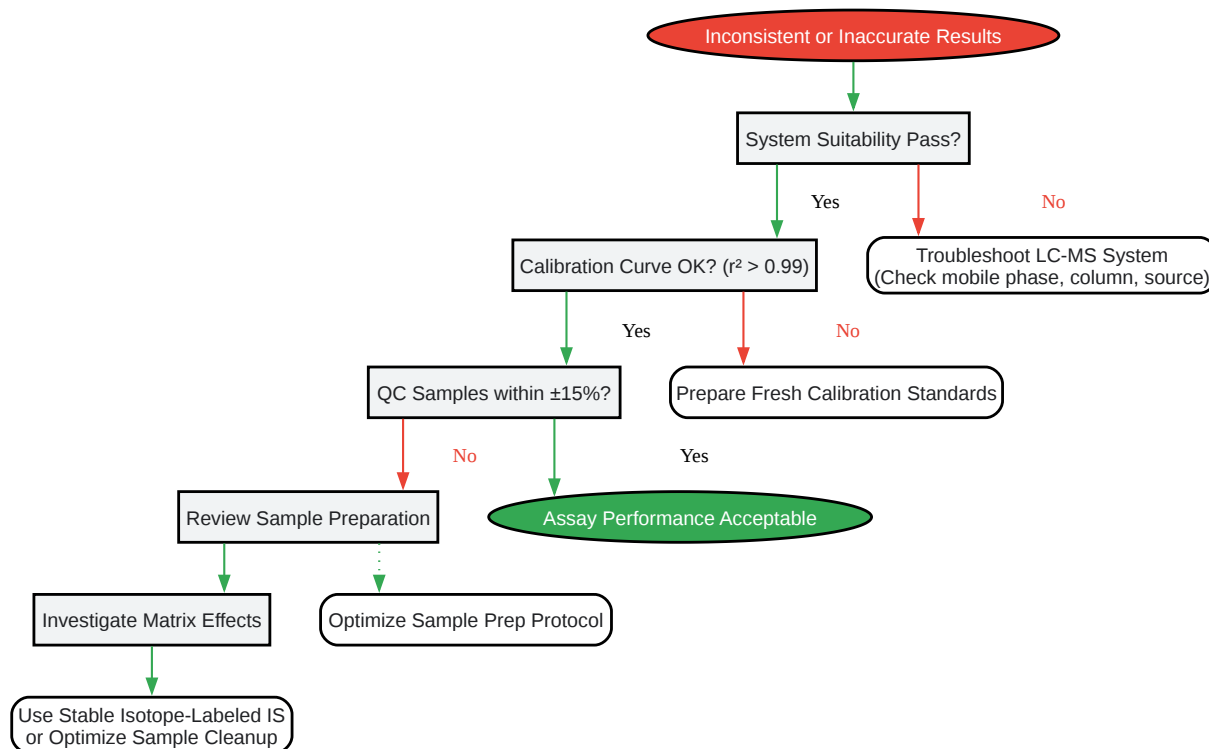 Inconsistent or Inaccurate Results
System Suitability Pass?
Yes
No
Calibration Curve OK? (r² > 0.99)
Troubleshoot LC-MS System
(Check mobile phase, column, source)
Yes
No
QC Samples within ±15%?
Prepare Fresh Calibration Standards
No
Yes
Review Sample Preparation
Assay Performance Acceptable
Investigate Matrix Effects
Optimize Sample Prep Protocol
Use Stable Isotope-Labeled IS
or Optimize Sample Cleanup